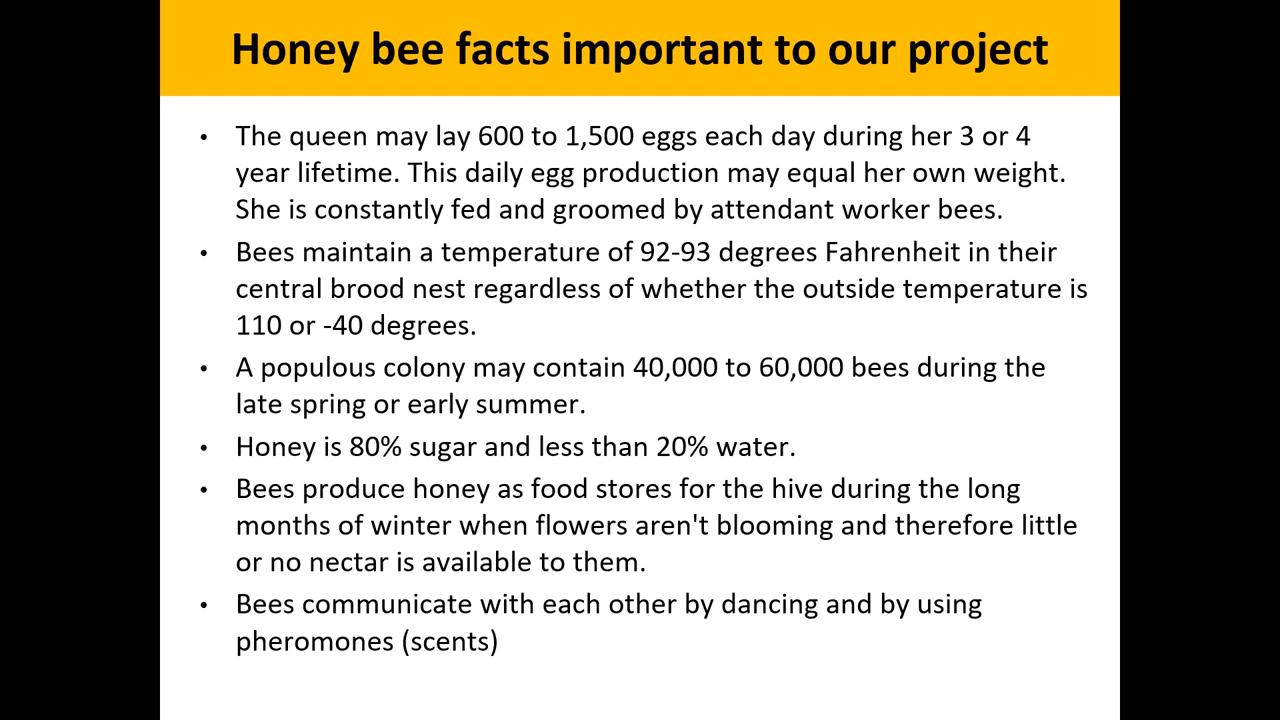 Honey bee facts important to our project
• The queen may lay 600 to 1,500 eggs each day during her 3 or 4
year lifetime. This daily egg production may equal her own weight.
She is constantly fed and groomed by attendant worker bees.
• Bees maintain a temperature of 92-93 degrees Fahrenheit in their
central brood nest regardless of whether the outside temperature is
110 or -40 degrees.
• A populous colony may contain 40,000 to 60,000 bees during the
late spring or early summer.
• Honey is 80% sugar and less than 20% water.
• Bees produce honey as food stores for the hive during the long
months of winter when flowers aren't blooming and therefore little
or no nectar is available to them.
• Bees communicate with each other by dancing and by using
pheromones (scents)